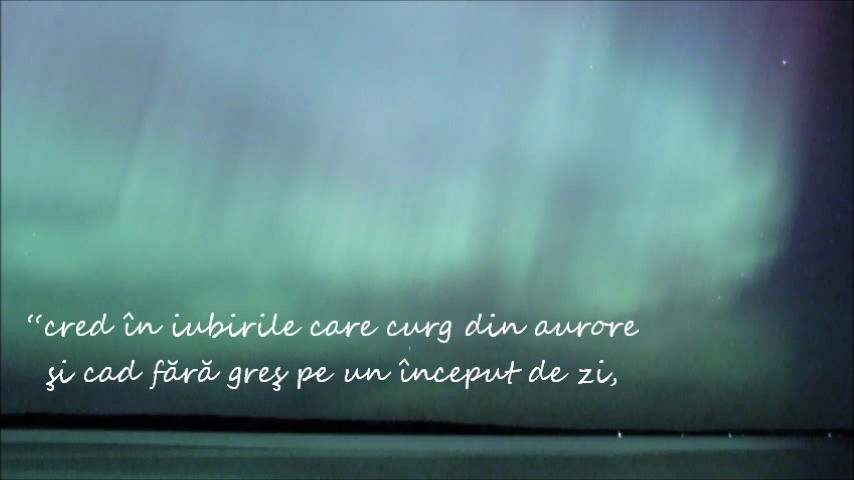 “cred în iubirile care curg din aurore
şi cad fără greş pe un început de zi,